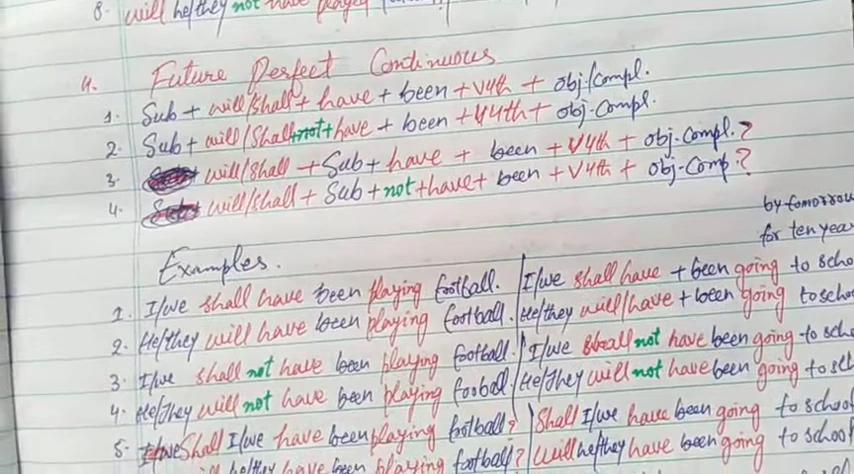 8. will he/they not have played
4. Future Perfect Continuous
1. Sub + will/shall + have + been + V4th + obj/compl.
2. Sub + will/shall + not + have + been + V4th + obj-compl.
3. will/shall + Sub + have + been + V4th + obj-compl.?
4. will/shall + Sub + not + have + been + V4th + obj-comp?
by tomorrow
for ten year
Examples.
1. I/we shall have been playing football. I/we shall have + been going to scho
2. He/they will have been playing football. He/they will/have + been going to scho
3. I/we shall not have been playing football. I/we shall not have been going to sch
4. He/they will not have been playing fooball. He/they will not have been going to sch
5. Shall I/we have been playing football? Shall I/we have been going to school
will he/they have been playing football? will he/they have been going to school